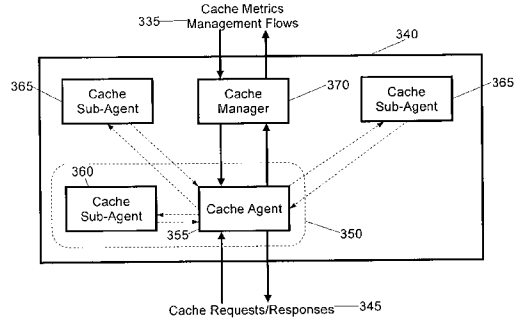 Cache Metrics
335 Management Flows
340
365
Cache
Sub-Agent
Cache
Manager
370
Cache
Sub-Agent
365
360
Cache
Sub-Agent
Cache Agent
355
350
Cache Requests/Responses 345